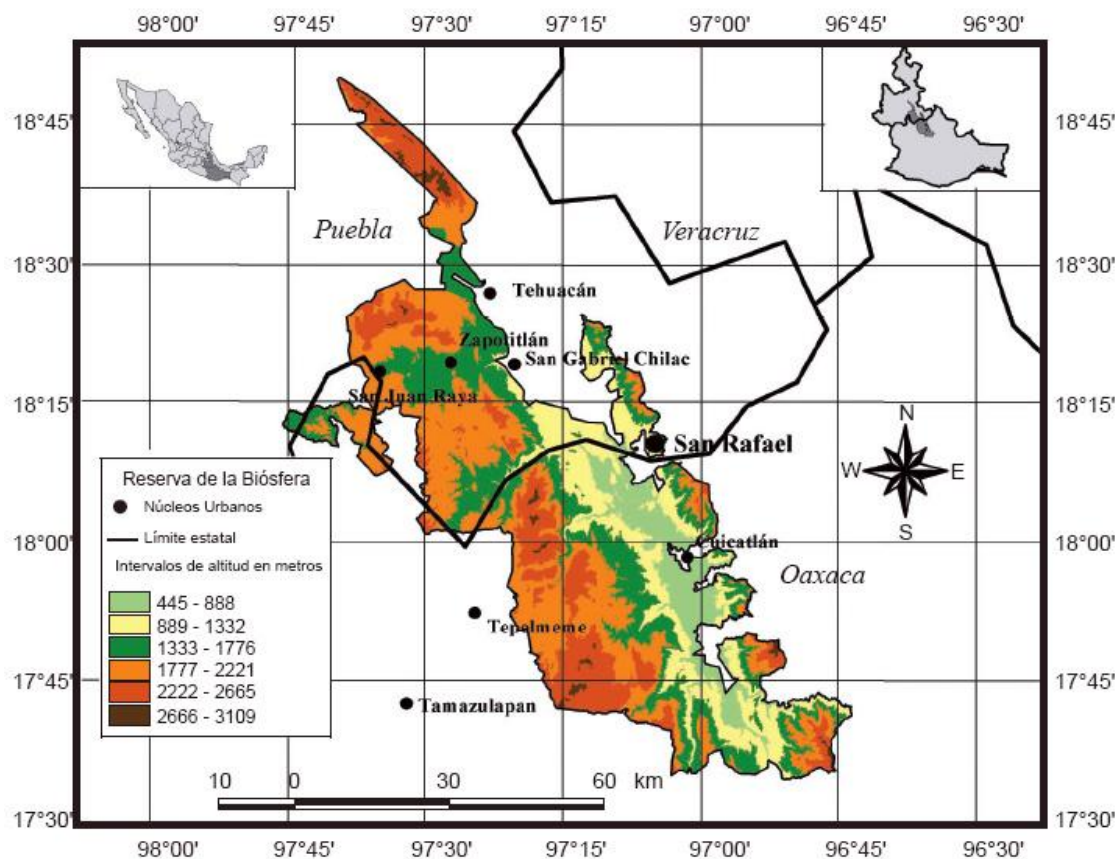 98°00' 97°45' 97°30' 97°15' 97°00' 96°45' 96°30'
18°45' 18°45'
Puebla Veracruz
18°30' 18°30'
Tehuacán
Zapotitlán
San Gabriel Chilac
San Juan Raya
18°15' 18°15'
San Rafael
N
W E
S
Reserva de la Biósfera
Núcleos Urbanos
Límite estatal
Intervalos de altitud en metros
445 - 888
889 - 1332
1333 - 1776
1777 - 2221
2222 - 2665
2666 - 3109
18°00' 18°00'
Cuicatlán
Oaxaca
Tepalmeme
17°45' 17°45'
Tamazulapan
10 0 30 60 km
17°30' 17°30'
98°00' 97°45' 97°30' 97°15' 97°00' 96°45' 96°30'